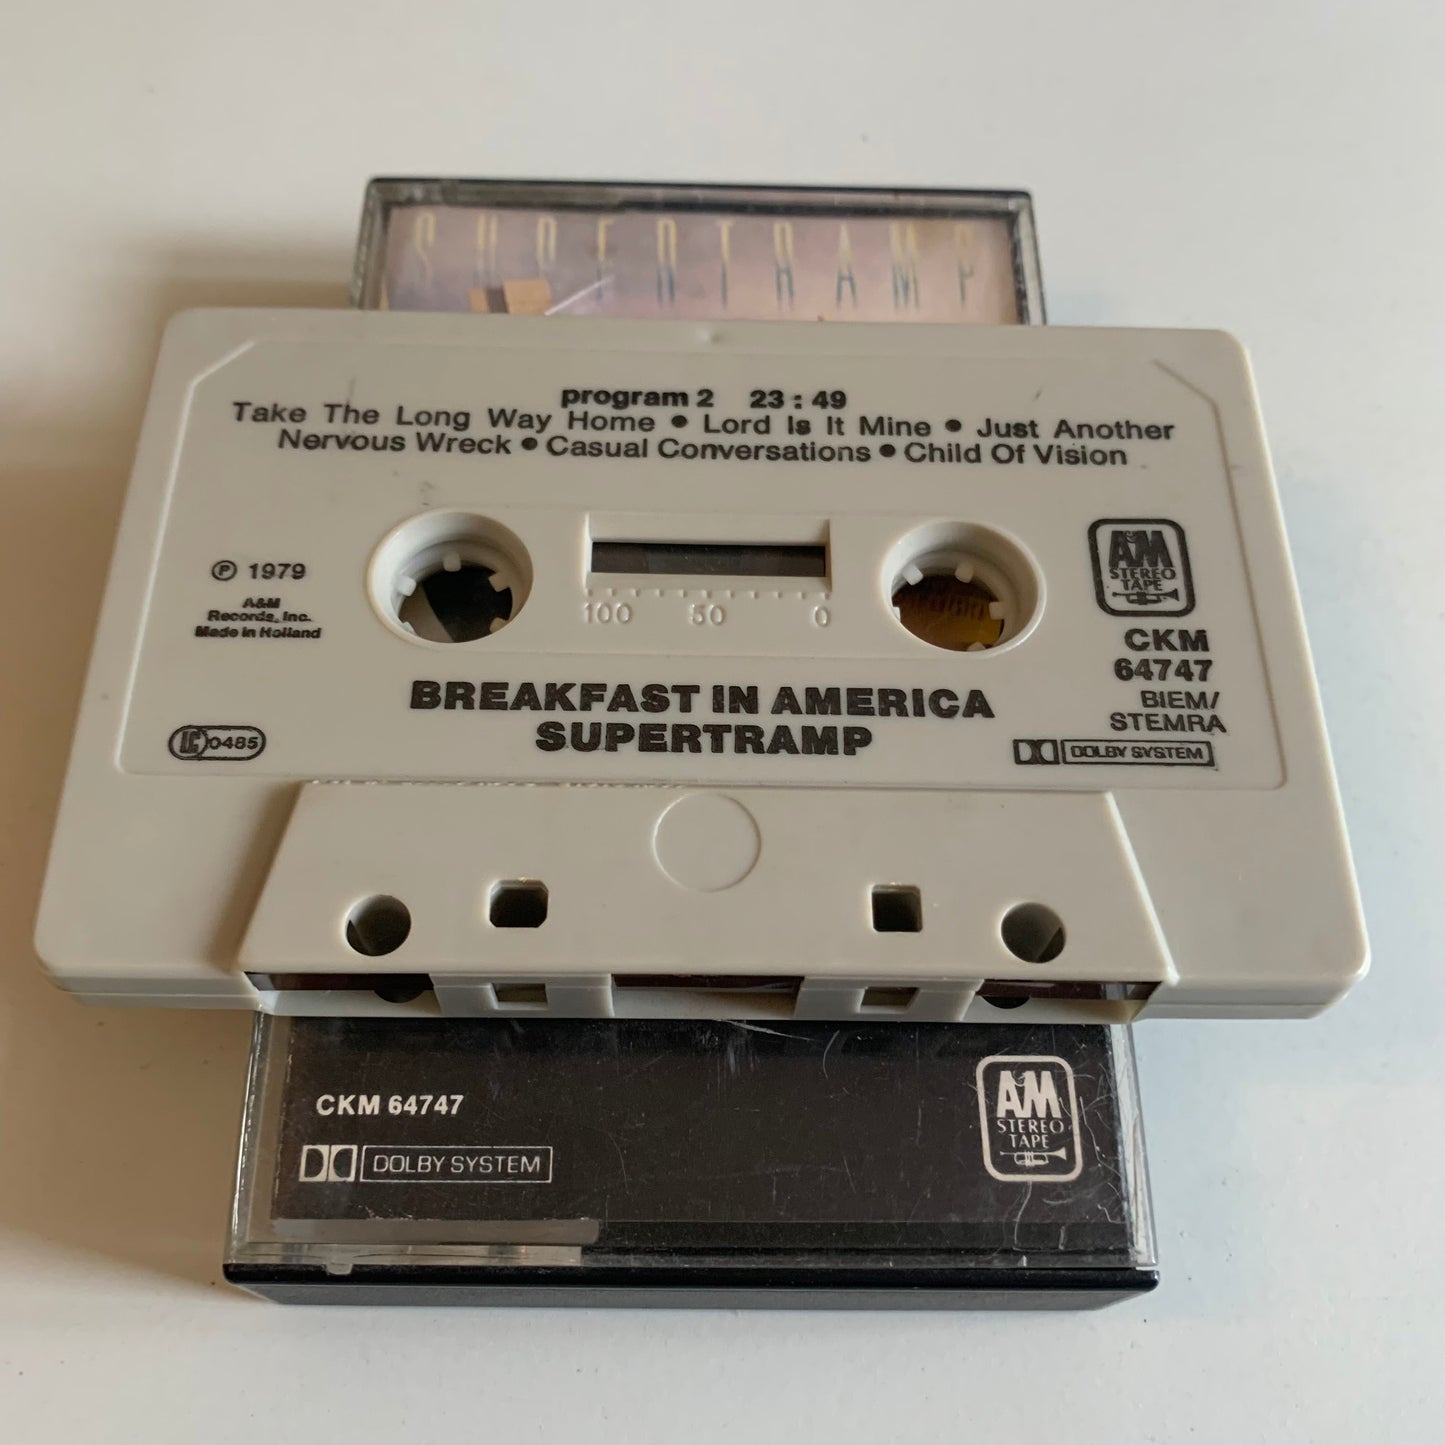 SUPERTRAMP
program 2 23:49
Take The Long Way Home • Lord Is It Mine • Just Another
Nervous Wreck • Casual Conversations • Child Of Vision
℗ 1979
A&M
Records, Inc.
Made in Holland
100 50 0
A&M
STEREO
TAPE
CKM
64747
BIEM/
STEMRA
BREAKFAST IN AMERICA
SUPERTRAMP
LC 0485
DOLBY SYSTEM
CKM 64747
DOLBY SYSTEM
A&M
STEREO
TAPE